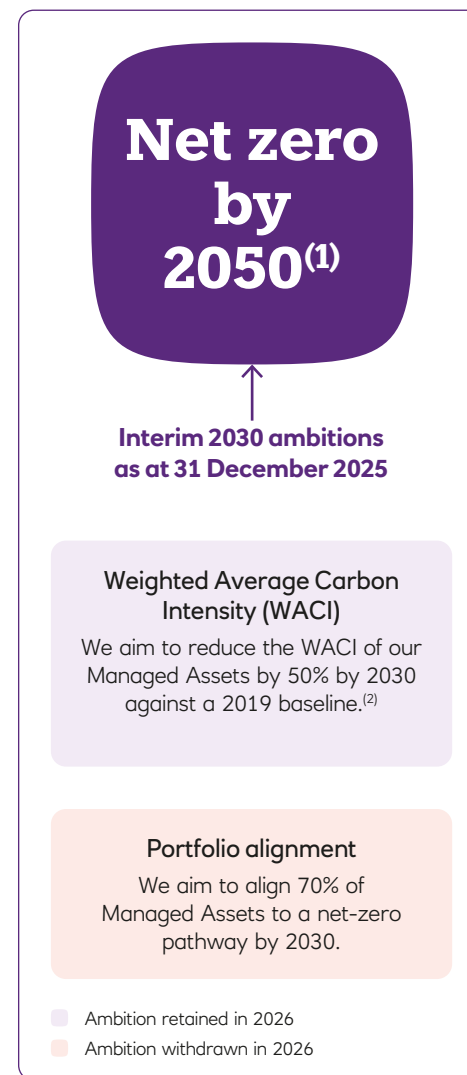 Net zero
by
2050(1)
Interim 2030 ambitions
as at 31 December 2025
Weighted Average Carbon
Intensity (WACI)
We aim to reduce the WACI of our
Managed Assets by 50% by 2030
against a 2019 baseline.(2)
Portfolio alignment
We aim to align 70% of
Managed Assets to a net-zero
pathway by 2030.
Ambition retained in 2026
Ambition withdrawn in 2026